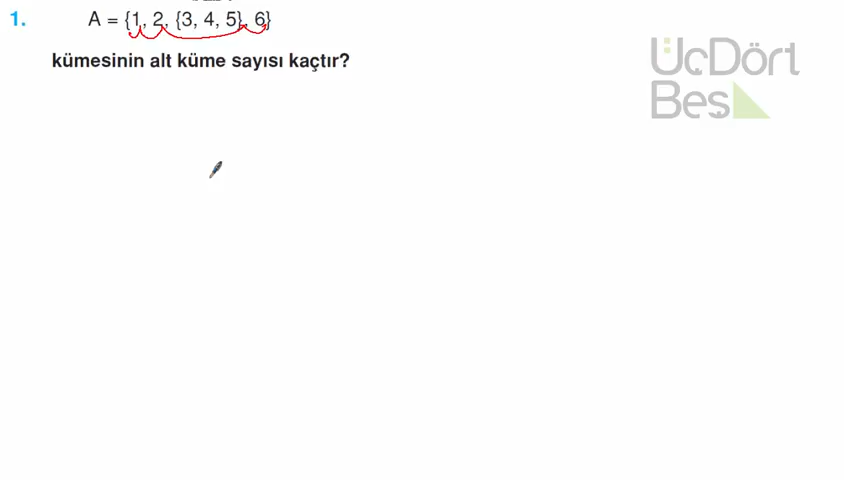 1. A = {1, 2, {3, 4, 5}, 6}
kümesinin alt küme sayısı kaçtır?
ÜçDört
Beş